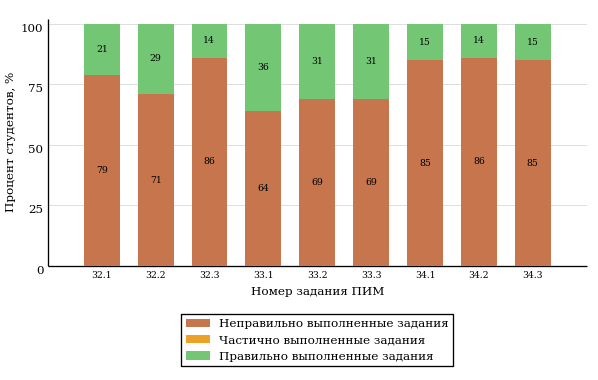 100
75
50
25
0
Процент студентов, %
21 29 14 36 31 31 15 14 15
79 71 86 64 69 69 85 86 85
32.1 32.2 32.3 33.1 33.2 33.3 34.1 34.2 34.3
Номер задания ПИМ
Неправильно выполненные задания
Частично выполненные задания
Правильно выполненные задания